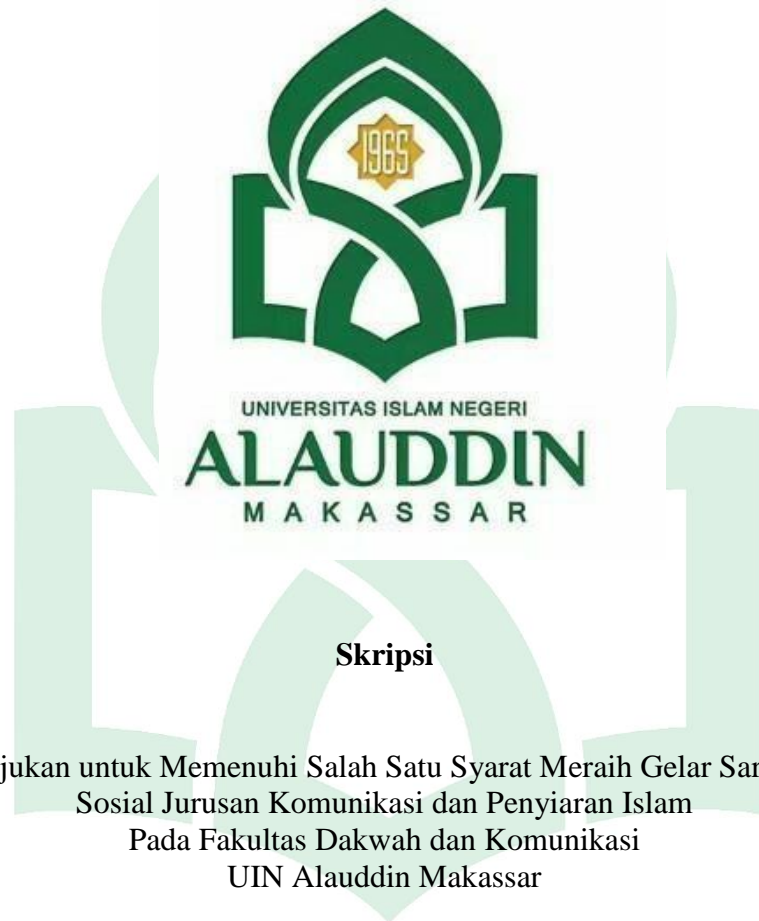 1965
UNIVERSITAS ISLAM NEGERI
ALAUDDIN
MAKASSAR
Skripsi
jukan untuk Memenuhi Salah Satu Syarat Meraih Gelar Sar
Sosial Jurusan Komunikasi dan Penyiaran Islam
Pada Fakultas Dakwah dan Komunikasi
UIN Alauddin Makassar